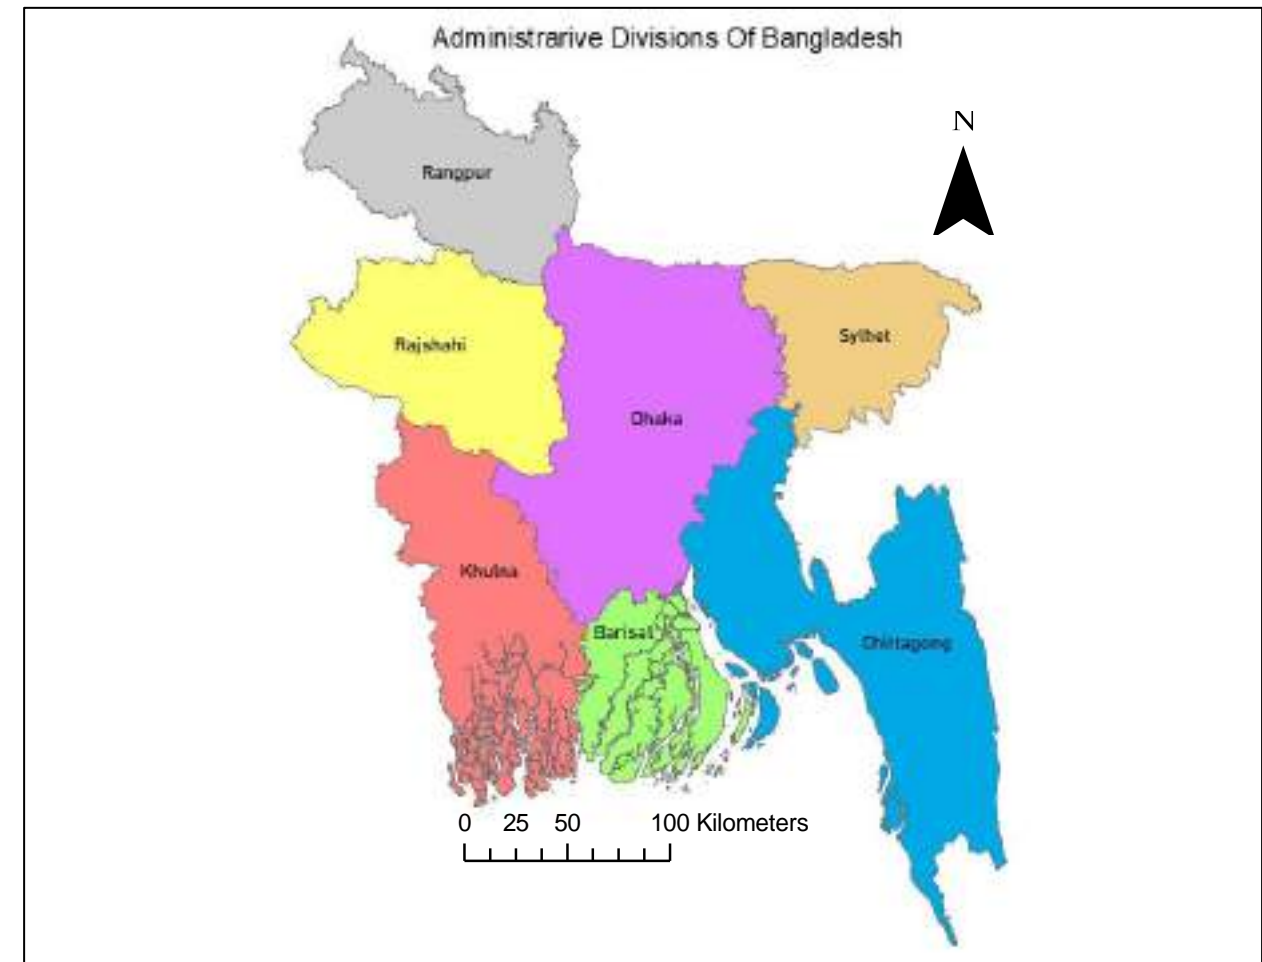 Administrarive Divisions Of Bangladesh
N
Rangpur
Rajshahi
Sylhet
Dhaka
Khulna
Barisal
Chittagong
0 25 50 100 Kilometers